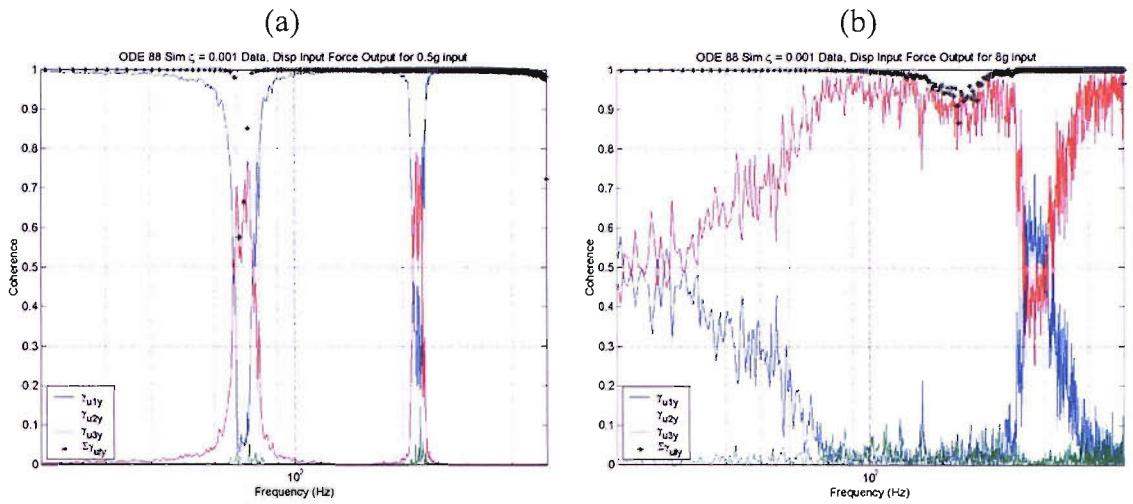 (a)
ODE 88 Sim ζ = 0.001 Data, Disp Input Force Output for 0.5g input
1
0.9
0.8
0.7
0.6
0.5
0.4
0.3
0.2
0.1
0
Coherence
γu1y
γu2y
γu3y
Σγuiy
10²
Frequency (Hz)
(b)
ODE 88 Sim ζ = 0.001 Data, Disp Input Force Output for 8g input
1
0.9
0.8
0.7
0.6
0.5
0.4
0.3
0.2
0.1
0
Coherence
γu1y
γu2y
γu3y
Σγuiy
10²
Frequency (Hz)